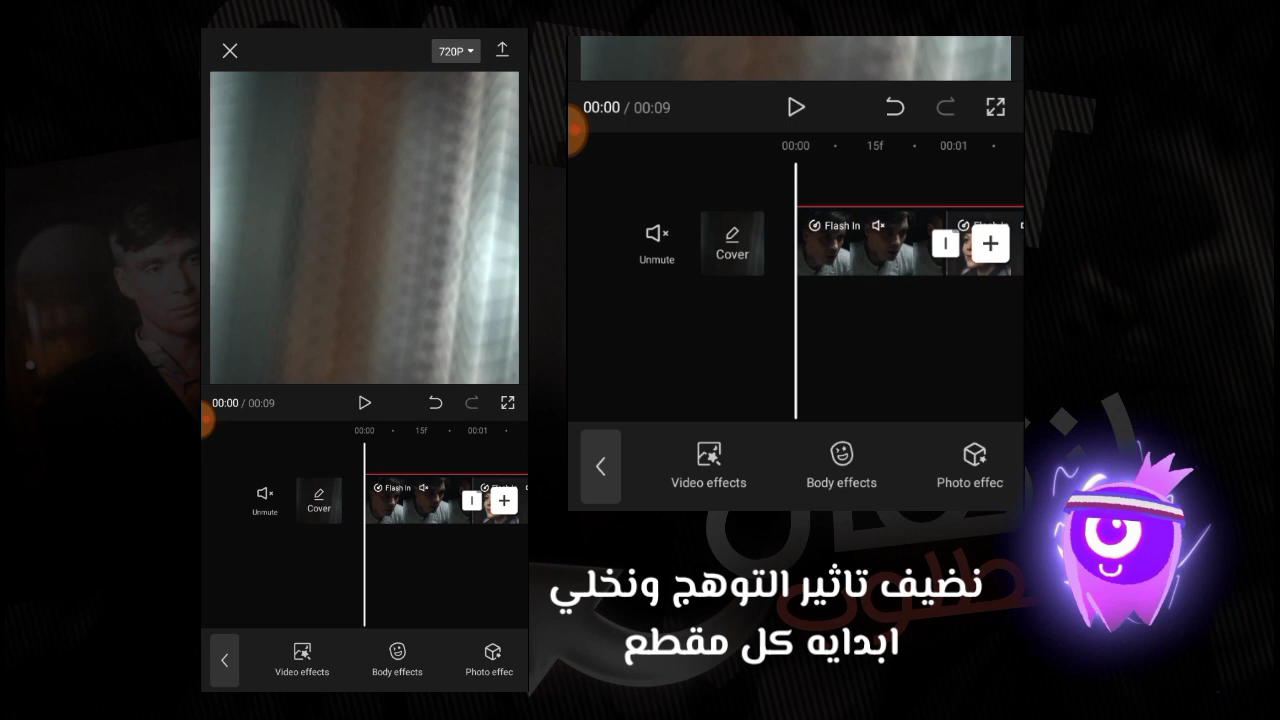 720P
00:00 / 00:09
00:00 15f 00:01
Unmute
Cover
Flash In
Video effects
Body effects
Photo effec
00:00 / 00:09
00:00 15f 00:01
Unmute
Cover
Flash In
Flash In
Video effects
Body effects
Photo effec
نضيف تاثير التوهج ونخلي
ابدايه كل مقطع